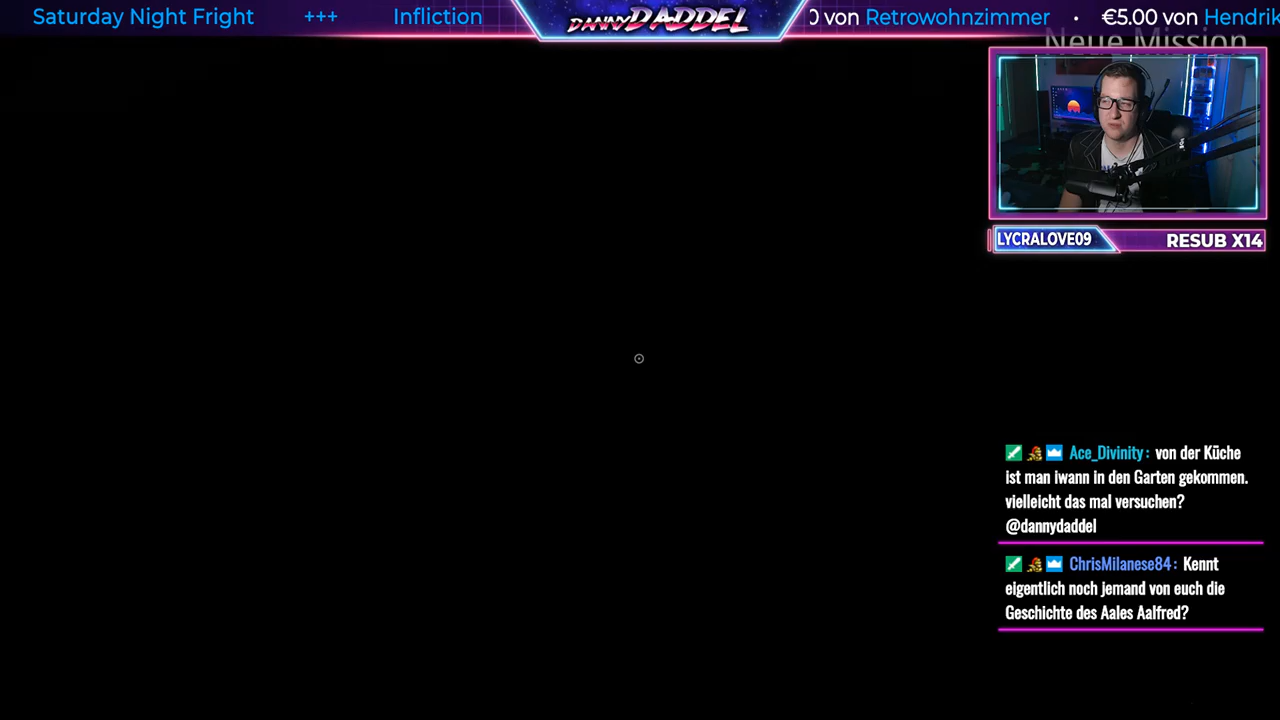 Saturday Night Fright +++ Infliction
DANNYDADDEL
0 von Retrowohnzimmer • €5.00 von Hendrik
Neue Mission
LYCRALOVE09 RESUB X14
Ace_Divinity: von der Küche
ist man iwann in den Garten gekommen.
vielleicht das mal versuchen?
@dannydaddel
ChrisMilanese84: Kennt
eigentlich noch jemand von euch die
Geschichte des Aales Aalfred?